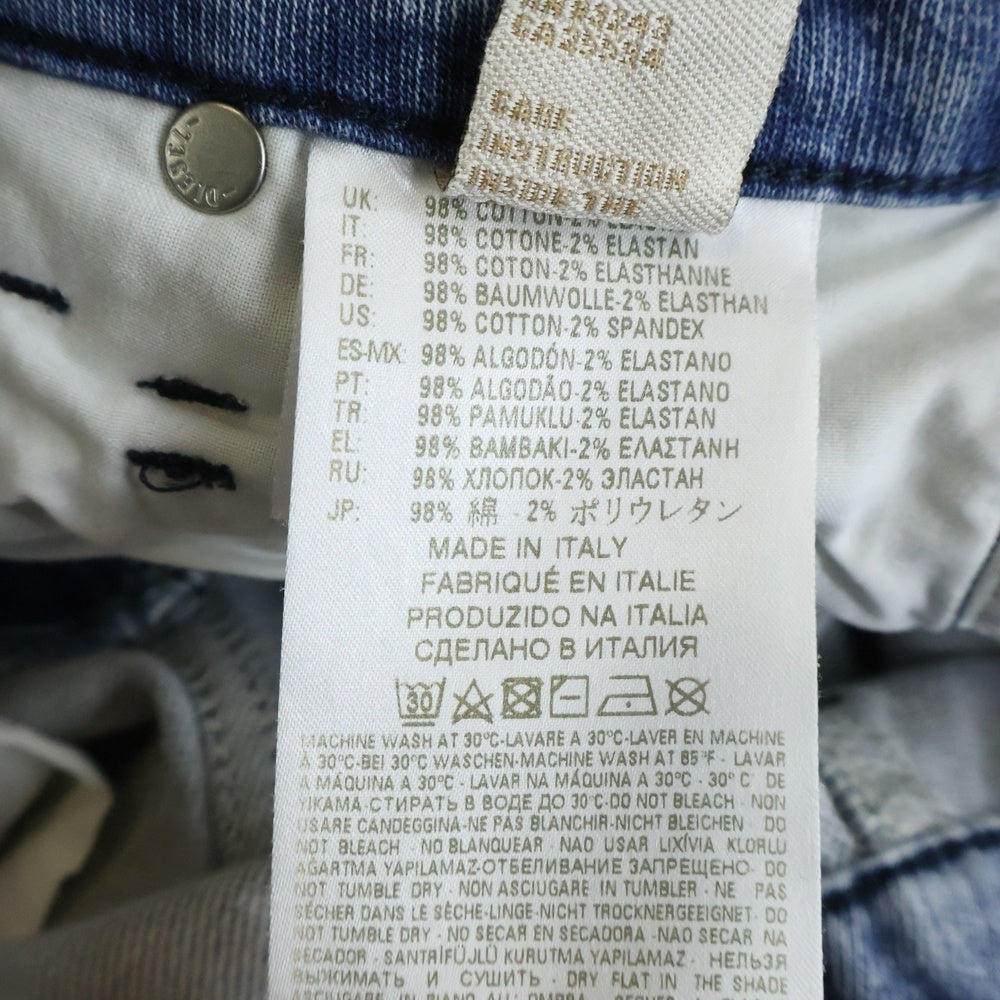 CARE
INSTRUCTION
INSIDE THE
DIESEL
UK: 98% COTTON-2%
IT: 98% COTONE-2% ELASTAN
FR: 98% COTON-2% ELASTHANNE
DE: 98% BAUMWOLLE-2% ELASTHAN
US: 98% COTTON-2% SPANDEX
ES-MX: 98% ALGODÓN-2% ELASTANO
PT: 98% ALGODÃO-2% ELASTANO
TR: 98% PAMUKLU-2% ELASTAN
EL: 98% ΒΑΜΒΑΚΙ-2% ΕΛΑΣΤΑΝΗ
RU: 98% ХЛОПОК-2% ЭЛАСТАН
JP: 98% 綿 - 2% ポリウレタン
MADE IN ITALY
FABRIQUÉ EN ITALIE
PRODUZIDO NA ITALIA
СДЕЛАНО В ИТАЛИЯ
30
MACHINE WASH AT 30°C-LAVARE A 30°C-LAVER EN MACHINE
À 30°C-BEI 30°C WASCHEN-MACHINE WASH AT 85°F - LAVAR
A MÁQUINA A 30°C - LAVAR NA MÁQUINA A 30°C - 30° C' DE
YIKAMA-СТИРАТЬ В ВОДЕ ДО 30°C-DO NOT BLEACH - NON
USARE CANDEGGINA-NE PAS BLANCHIR-NICHT BLEICHEN - DO
NOT BLEACH - NO BLANQUEAR - NAO USAR LIXÍVIA KLORLU
AĞARTMA YAPILAMAZ-ОТБЕЛИВАНИЕ ЗАПРЕЩЕНО- DO
NOT TUMBLE DRY - NON ASCIUGARE IN TUMBLER - NE PAS
SÉCHER DANS LE SÈCHE-LINGE-NICHT TROCKNERGEEIGNET- DO
NOT TUMBLE DRY - NO SECAR EN SECADORA - NAO SECAR NA
SECADOR - SANTRİFÜJLÜ KURUTMA YAPILAMAZ - НЕЛЬЗЯ
ВЫЖИМАТЬ И СУШИТЬ - DRY FLAT IN THE SHADE